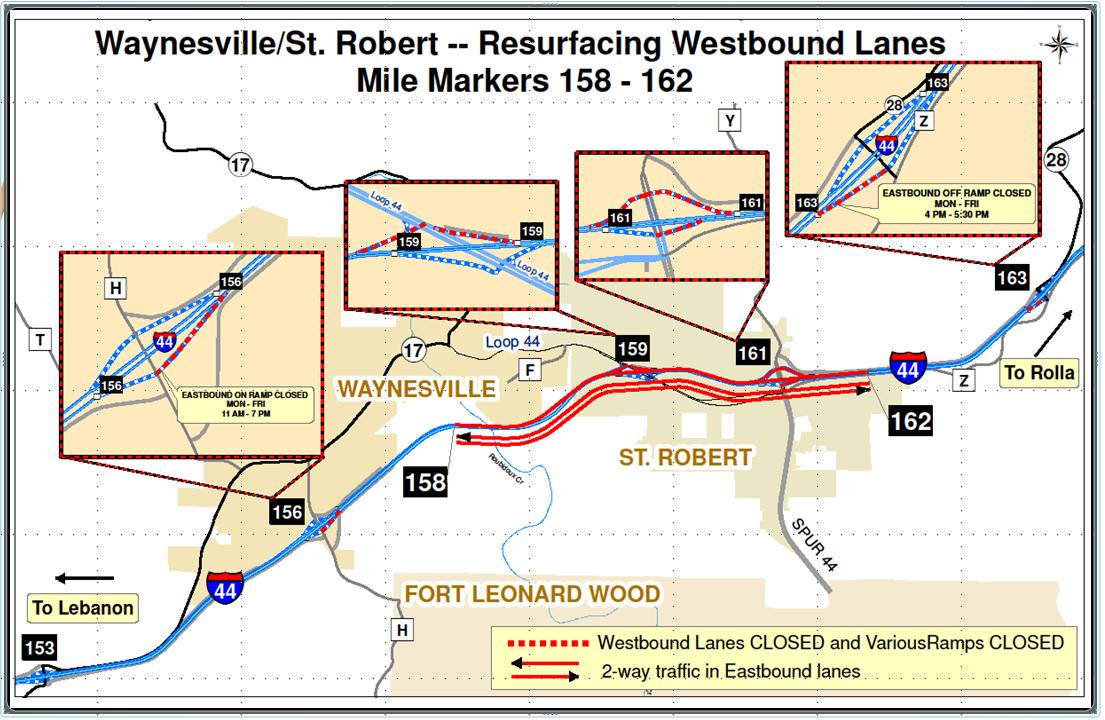 Waynesville/St. Robert -- Resurfacing Westbound Lanes
Mile Markers 158 - 162
163
28
Z
44
163
EASTBOUND OFF RAMP CLOSED
MON - FRI
4 PM - 5:30 PM
Y
17
28
Loop 44
159
159
Loop 44
161
161
163
156
H
44
156
EASTBOUND ON RAMP CLOSED
MON - FRI
11 AM - 7 PM
T
17
Loop 44
F
159
161
44
Z
To Rolla
WAYNESVILLE
162
ST. ROBERT
158
Roubidoux Cr
156
SPUR 44
44
To Lebanon
FORT LEONARD WOOD
H
153
Westbound Lanes CLOSED and VariousRamps CLOSED
2-way traffic in Eastbound lanes